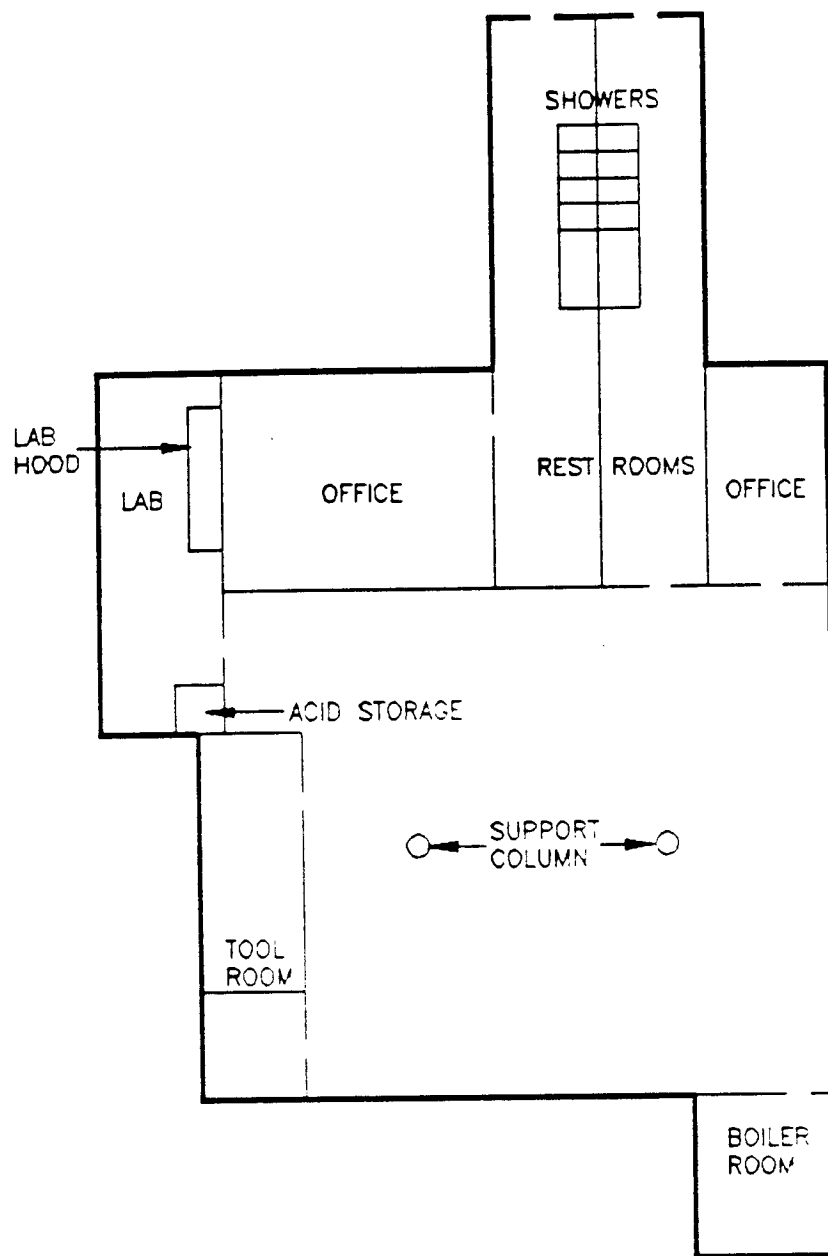 SHOWERS
LAB
HOOD
LAB
OFFICE
REST ROOMS
OFFICE
ACID STORAGE
SUPPORT
COLUMN
TOOL
ROOM
BOILER
ROOM